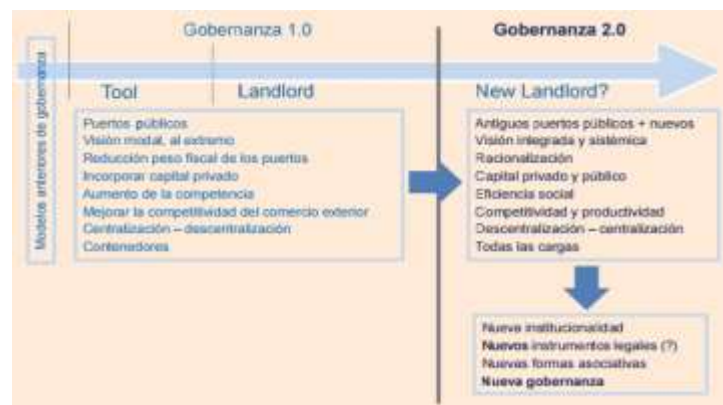 Gobernanza 1.0
Gobernanza 2.0
Modelos anteriores de gobernanza
Tool
Landlord
New Landlord?
Puertos públicos
Visión modal, al extremo
Reducción peso fiscal de los puertos
Incorporar capital privado
Aumento de la competencia
Mejorar la competitividad del comercio exterior
Centralización – descentralización
Contenedores
Antiguos puertos públicos + nuevos
Visión integrada y sistémica
Racionalización
Capital privado y público
Eficiencia social
Competitividad y productividad
Descentralización – centralización
Todas las cargas
Nueva institucionalidad
Nuevos instrumentos legales (?)
Nuevas formas asociativas
Nueva gobernanza